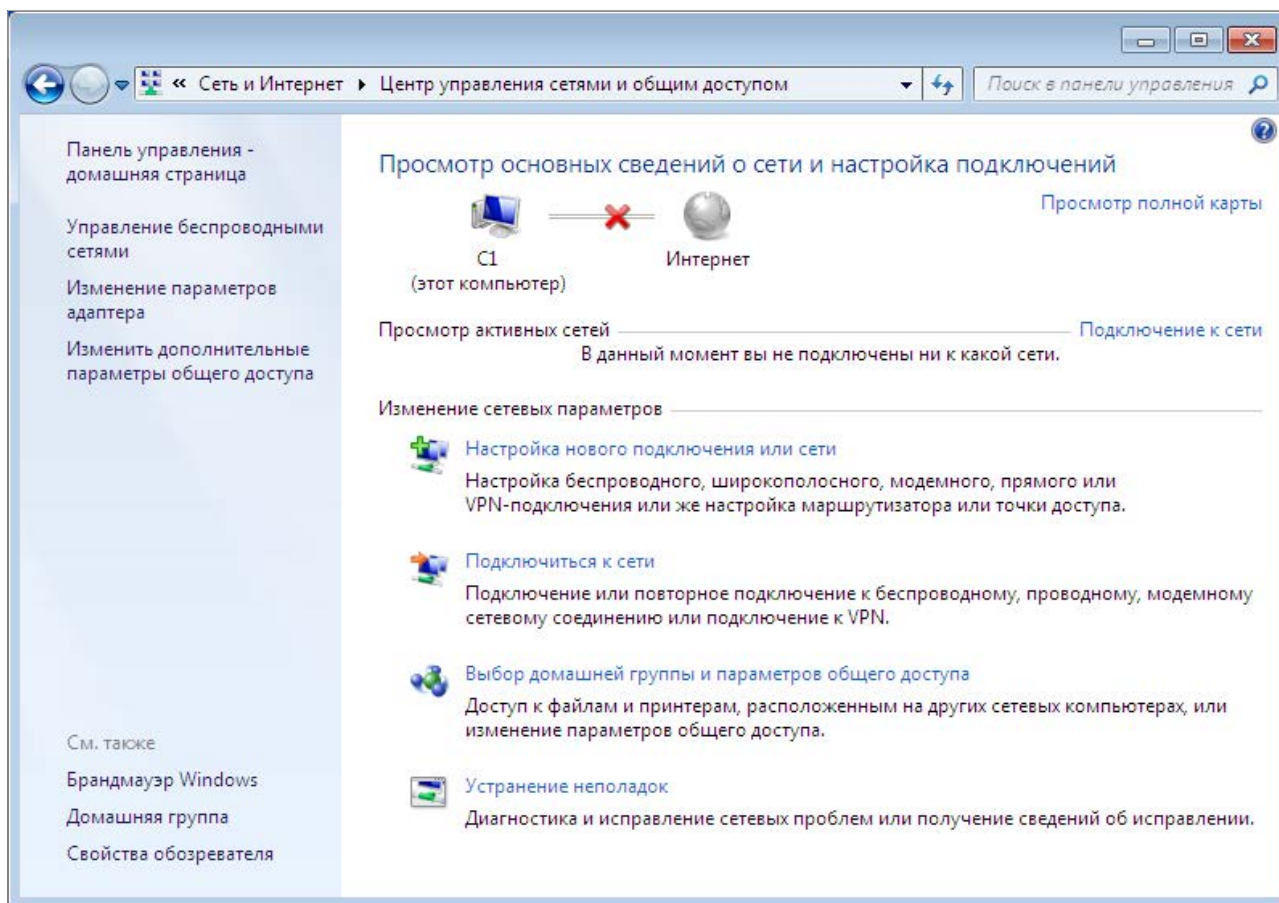 « Сеть и Интернет ▸ Центр управления сетями и общим доступом
Поиск в панели управления
Панель управления -
домашняя страница
Управление беспроводными
сетями
Изменение параметров
адаптера
Изменить дополнительные
параметры общего доступа
См. также
Брандмауэр Windows
Домашняя группа
Свойства обозревателя
Просмотр основных сведений о сети и настройка подключений
Просмотр полной карты
C1
(этот компьютер)
Интернет
Просмотр активных сетей
Подключение к сети
В данный момент вы не подключены ни к какой сети.
Изменение сетевых параметров
Настройка нового подключения или сети
Настройка беспроводного, широкополосного, модемного, прямого или
VPN-подключения или же настройка маршрутизатора или точки доступа.
Подключиться к сети
Подключение или повторное подключение к беспроводному, проводному, модемному
сетевому соединению или подключение к VPN.
Выбор домашней группы и параметров общего доступа
Доступ к файлам и принтерам, расположенным на других сетевых компьютерах, или
изменение параметров общего доступа.
Устранение неполадок
Диагностика и исправление сетевых проблем или получение сведений об исправлении.